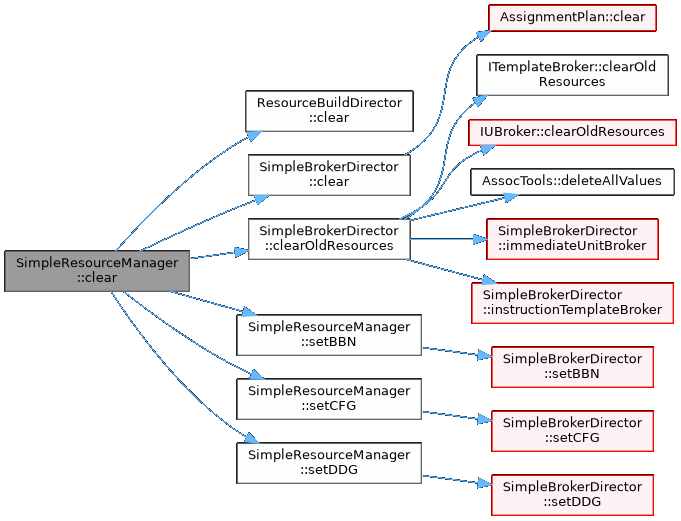 AssignmentPlan::clear
ITemplateBroker::clearOld
Resources
ResourceBuildDirector
::clear
IUBroker::clearOldResources
SimpleBrokerDirector
::clear
AssocTools::deleteAllValues
SimpleBrokerDirector
::clearOldResources
SimpleBrokerDirector
::immediateUnitBroker
SimpleResourceManager
::clear
SimpleBrokerDirector
::instructionTemplateBroker
SimpleResourceManager
::setBBN
SimpleBrokerDirector
::setBBN
SimpleResourceManager
::setCFG
SimpleBrokerDirector
::setCFG
SimpleResourceManager
::setDDG
SimpleBrokerDirector
::setDDG